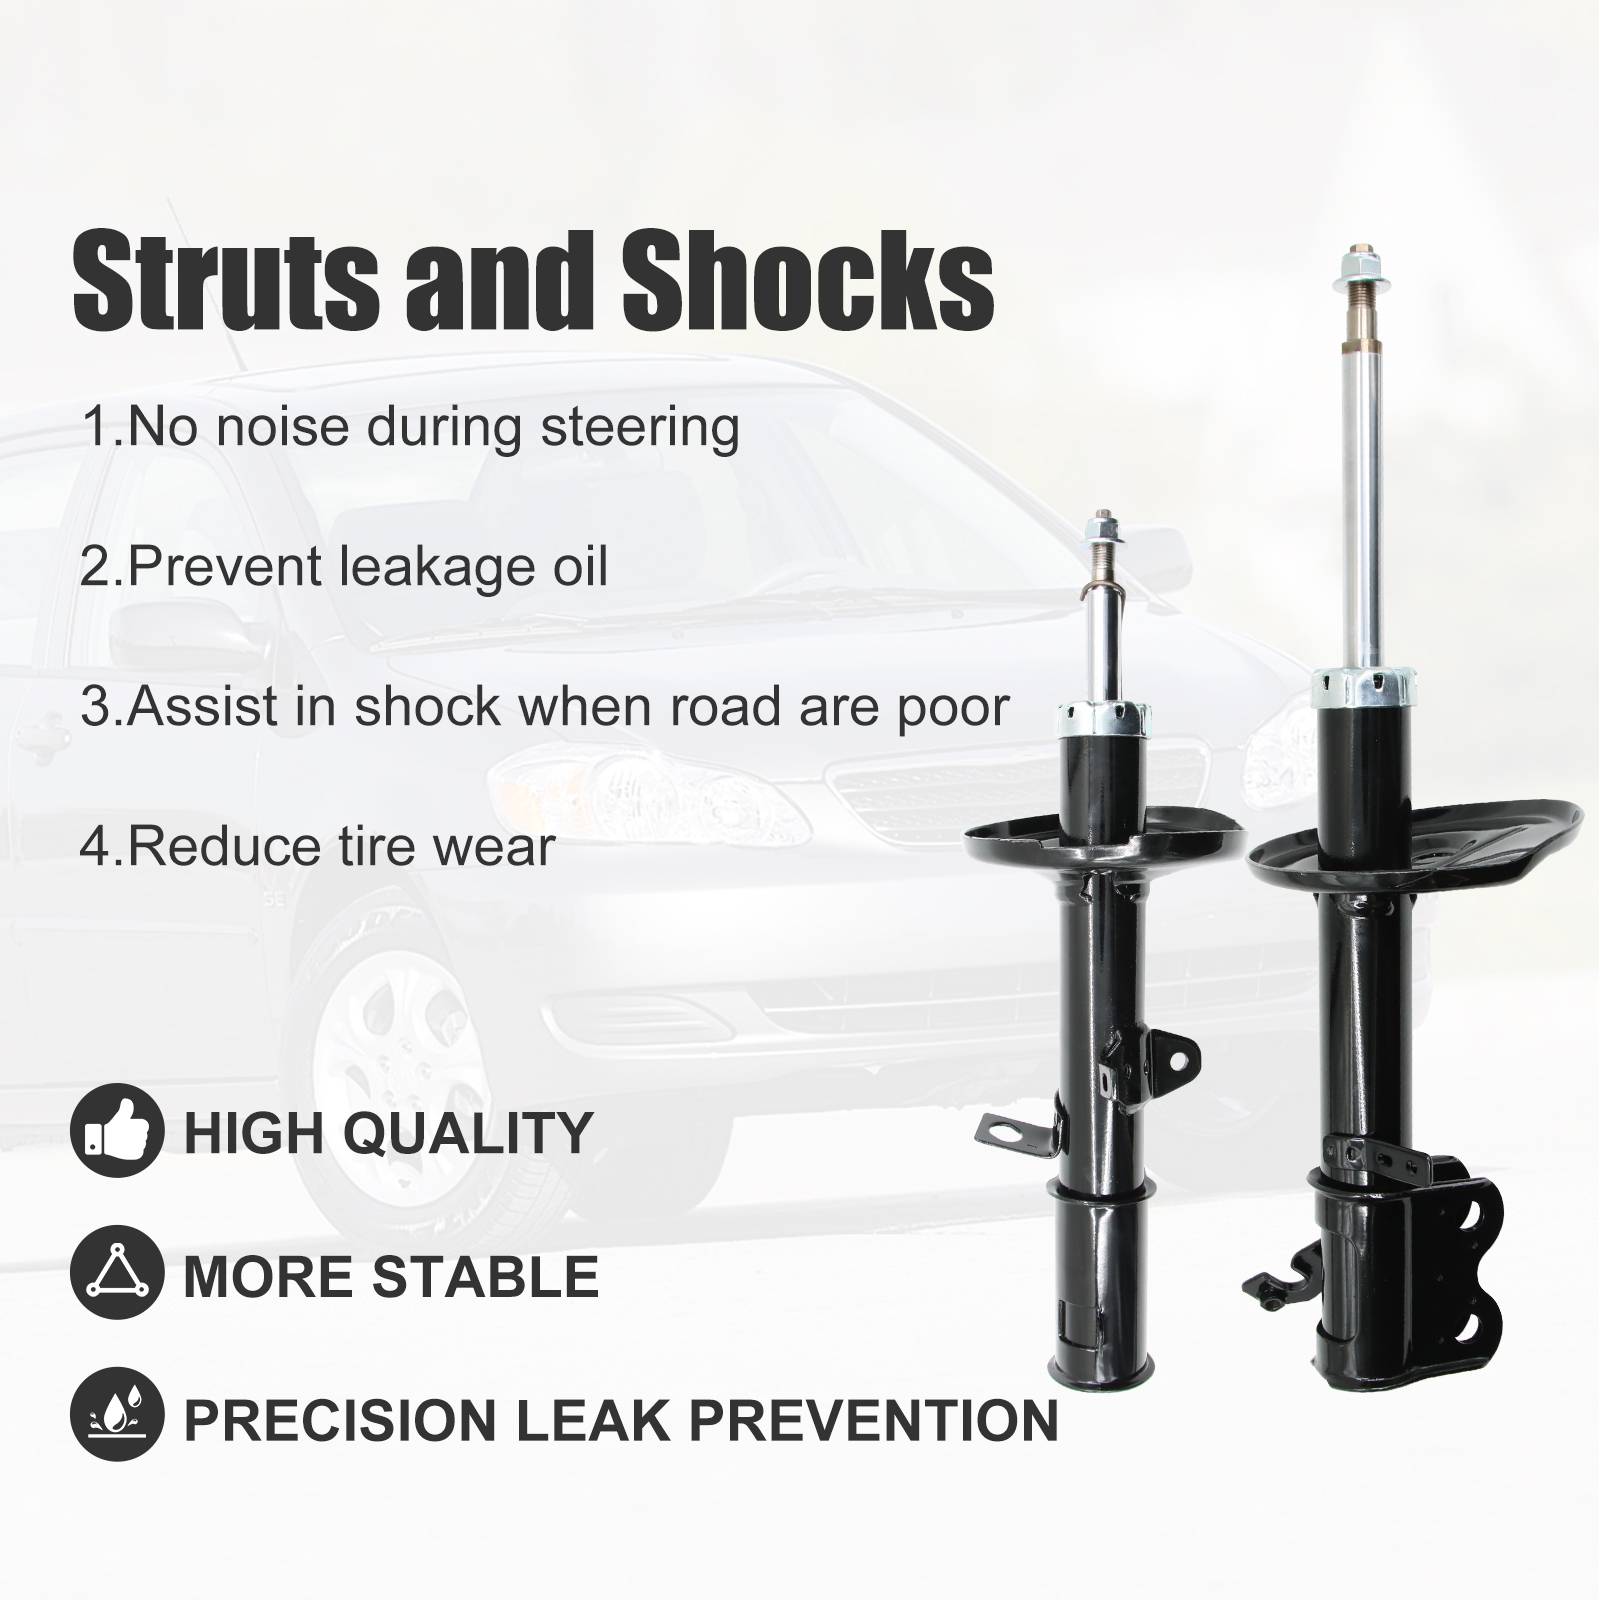 Struts and Shocks
1.No noise during steering
2.Prevent leakage oil
3.Assist in shock when road are poor
4.Reduce tire wear
SE
HIGH QUALITY
MORE STABLE
PRECISION LEAK PREVENTION